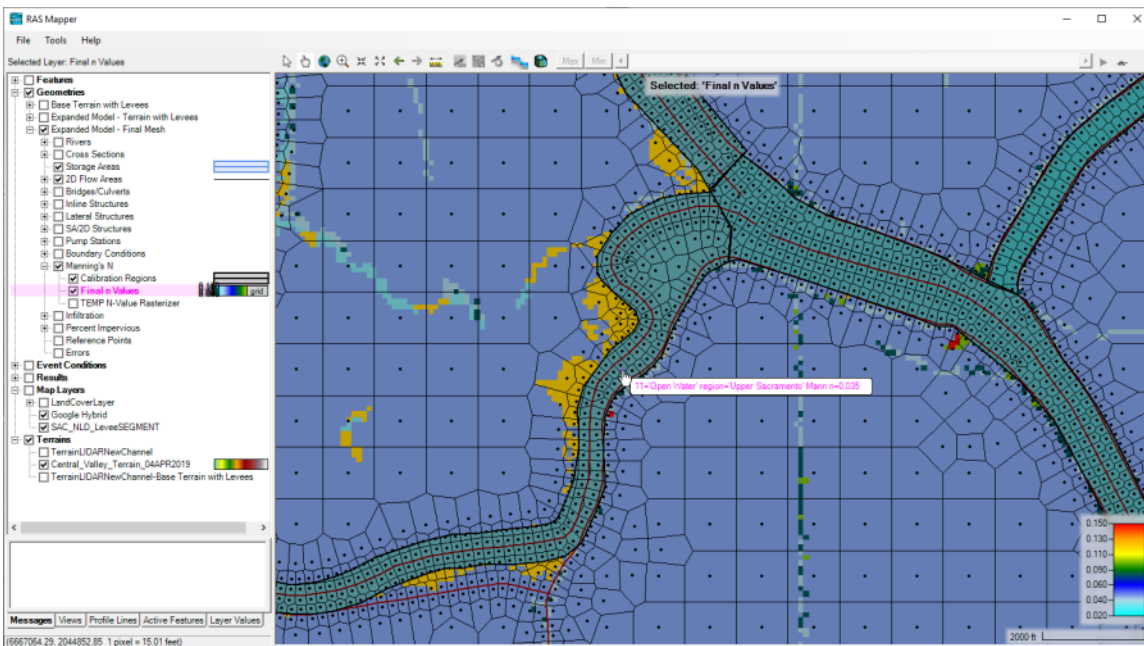 RAS Mapper
File Tools Help
Selected Layer: Final n Values
Max Min
Features
Geometries
Base Terrain with Levees
Expanded Model - Terrain with Levees
Expanded Model - Final Mesh
Rivers
Cross Sections
Storage Areas
2D Flow Areas
Bridges/Culverts
Inline Structures
Lateral Structures
SA/2D Structures
Pump Stations
Boundary Conditions
Manning's N
Calibration Regions
Final n Values grid
TEMP N-Value Rasterizer
Infiltration
Percent Impervious
Reference Points
Errors
Event Conditions
Results
Map Layers
LandCoverLayer
Google Hybrid
SAC_NLD_LeveeSEGMENT
Terrains
TerrainLIDARNewChannel
Central_Valley_Terrain_04APR2019
TerrainLIDARNewChannel-Base Terrain with Levees
Messages Views Profile Lines Active Features Layer Values
(6667064.29, 2044852.85 1 pixel = 15.01 feet)
Selected: 'Final n Values'
11='Open Water' region='Upper Sacramento' Mann n=0.035
0.150
0.130
0.110
0.090
0.060
0.040
0.020
2000 ft